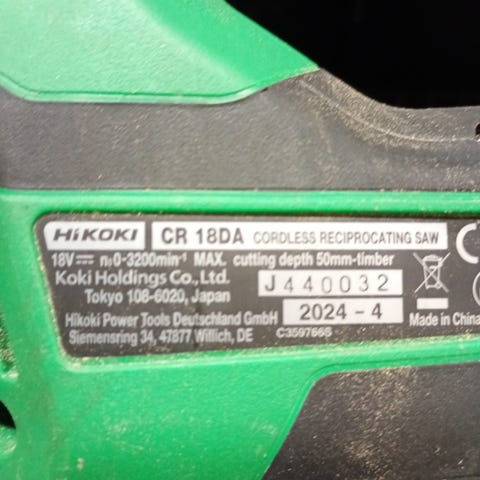 HiKOKI CR 18DA CORDLESS RECIPROCATING SAW
18V⎓ n₀0-3200min⁻¹ MAX. cutting depth 50mm-timber
Koki Holdings Co., Ltd. J440032
Tokyo 106-6020, Japan
Hikoki Power Tools Deutschland GmbH 2024 - 4 Made in China
Siemensring 34, 47877 Willich, DE C359766S